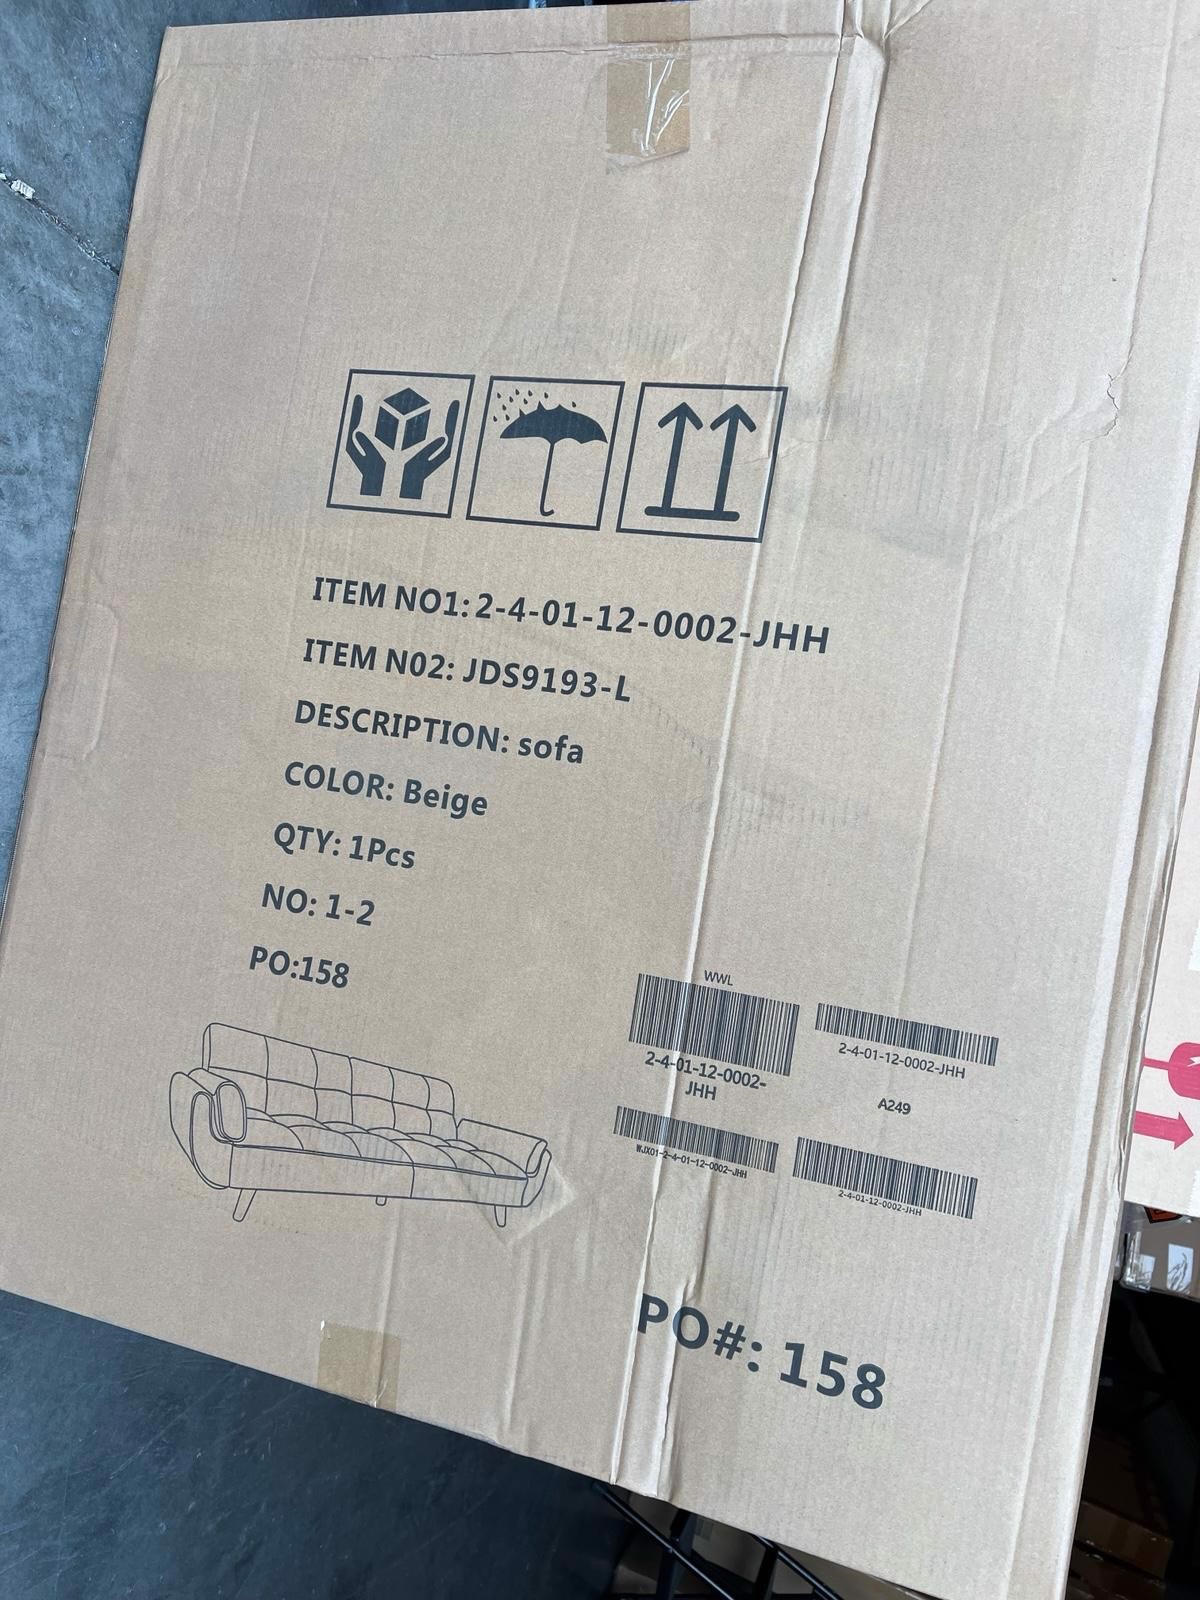 ITEM NO1: 2-4-01-12-0002-JHH
ITEM N02: JDS9193-L
DESCRIPTION: sofa
COLOR: Beige
QTY: 1Pcs
NO: 1-2
PO:158
WWL
2-4-01-12-0002-
JHH
2-4-01-12-0002-JHH
A249
WJX01-2-4-01-12-0002-JHH
2-4-01-12-0002-JHH
PO#: 158